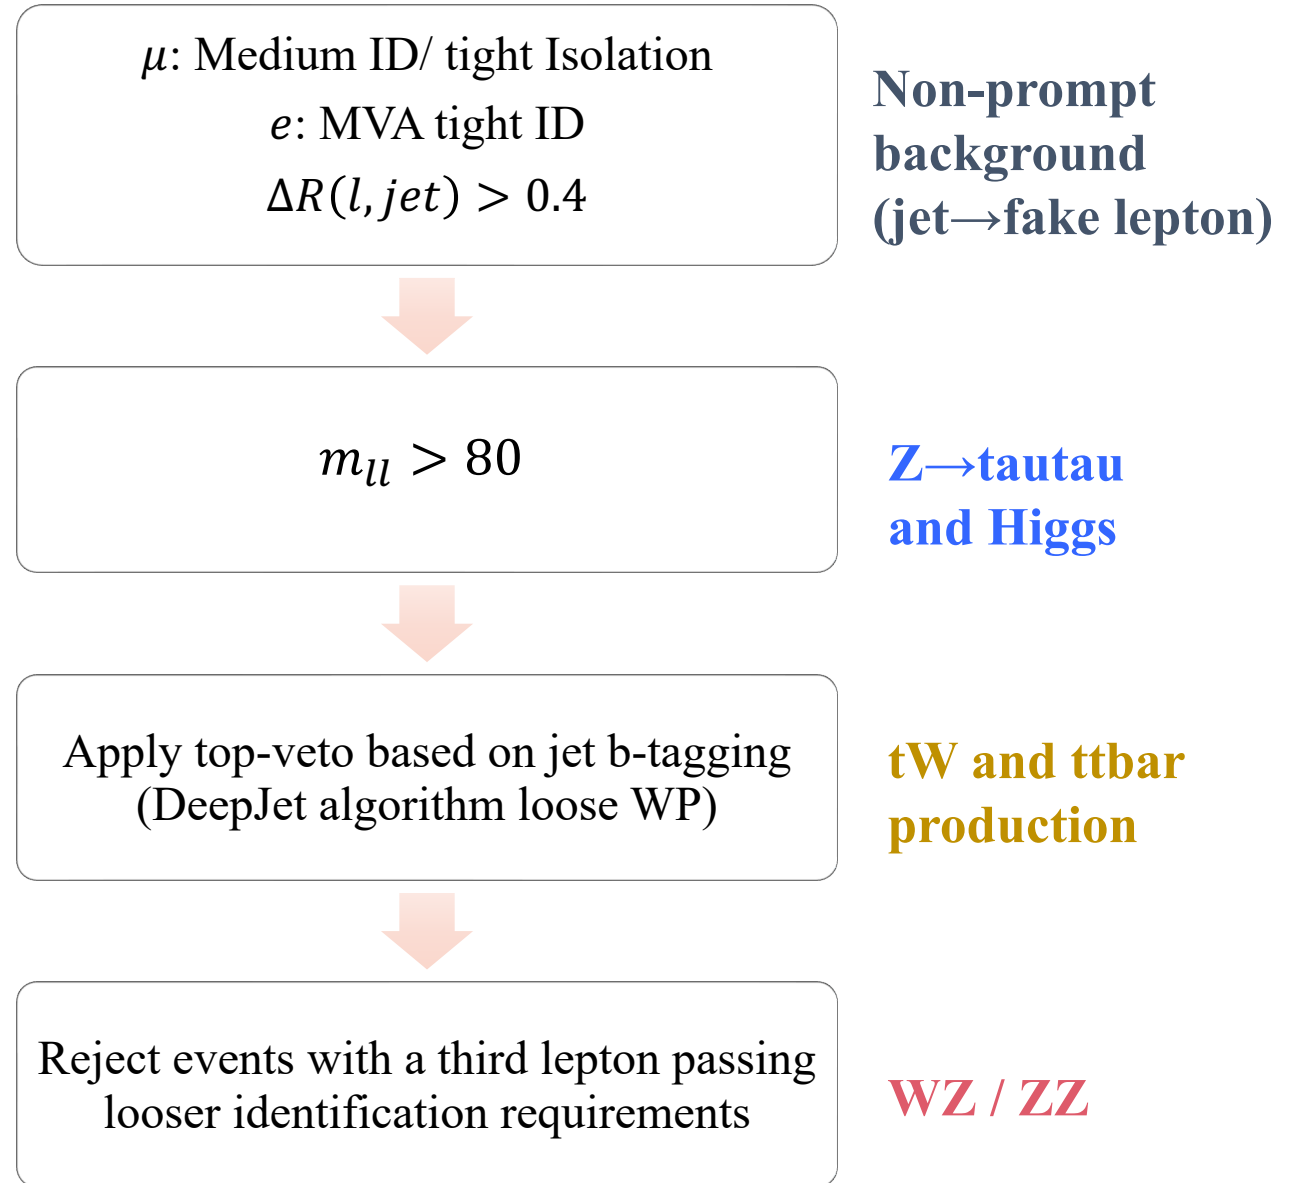 μ: Medium ID/ tight Isolation
e: MVA tight ID
ΔR(l, jet) > 0.4
Non-prompt
background
(jet→fake lepton)
m_{ll} > 80
Z→tautau
and Higgs
Apply top-veto based on jet b-tagging
(DeepJet algorithm loose WP)
tW and ttbar
production
Reject events with a third lepton passing
looser identification requirements
WZ / ZZ